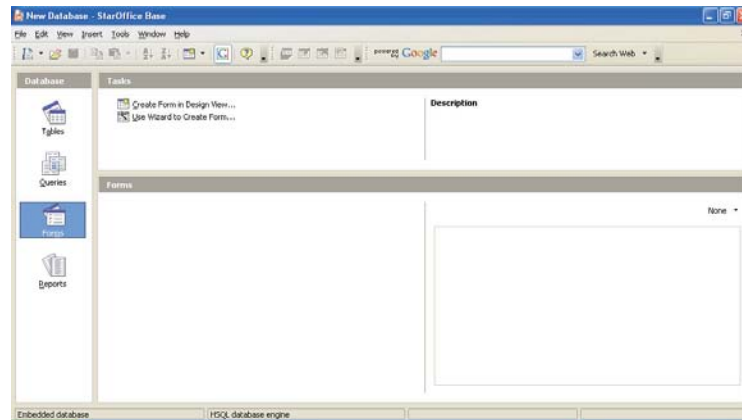 New Database - StarOffice Base
File Edit View Insert Tools Window Help
powered by Google Search Web
Database
Tasks
Tables
Queries
Forms
Reports
Create Form in Design View...
Use Wizard to Create Form...
Description
Forms
None
Embedded database HSQL database engine